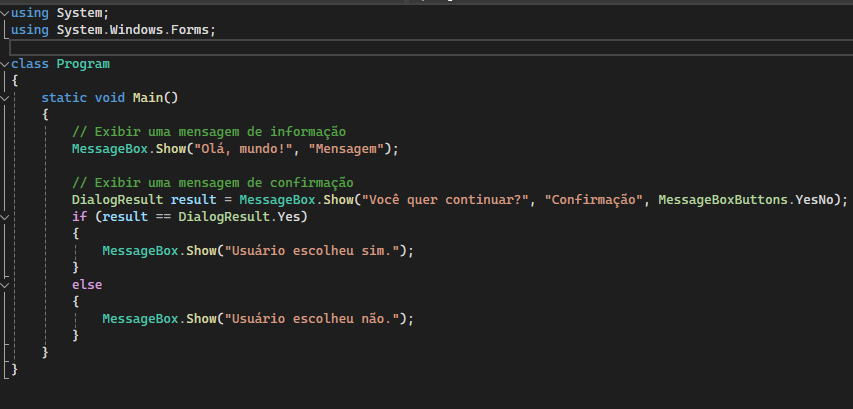 using System;
using System.Windows.Forms;
class Program
{
static void Main()
{
// Exibir uma mensagem de informação
MessageBox.Show("Olá, mundo!", "Mensagem");
// Exibir uma mensagem de confirmação
DialogResult result = MessageBox.Show("Você quer continuar?", "Confirmação", MessageBoxButtons.YesNo);
if (result == DialogResult.Yes)
{
MessageBox.Show("Usuário escolheu sim.");
}
else
{
MessageBox.Show("Usuário escolheu não.");
}
}
}